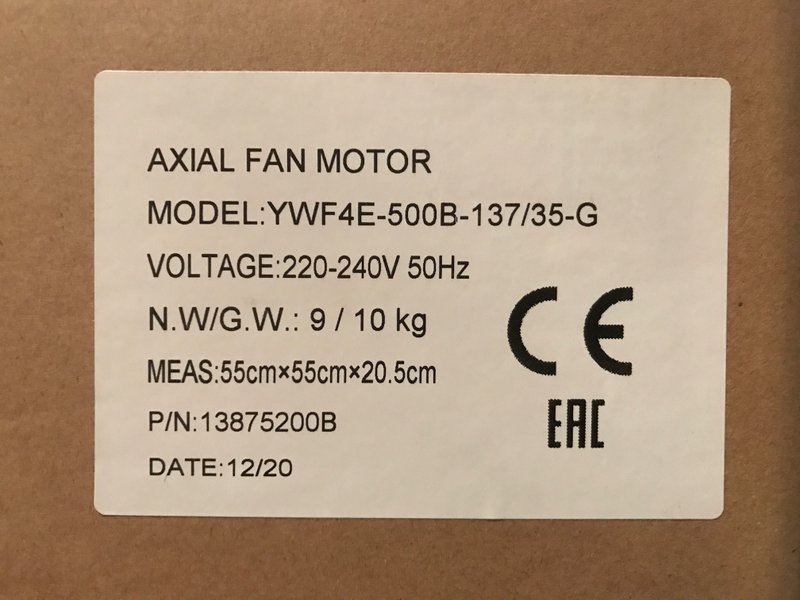 AXIAL FAN MOTOR
MODEL:YWF4E-500B-137/35-G
VOLTAGE:220-240V 50Hz
N.W/G.W.: 9 / 10 kg
MEAS:55cm×55cm×20.5cm
P/N:13875200B
DATE:12/20
CE
EAC